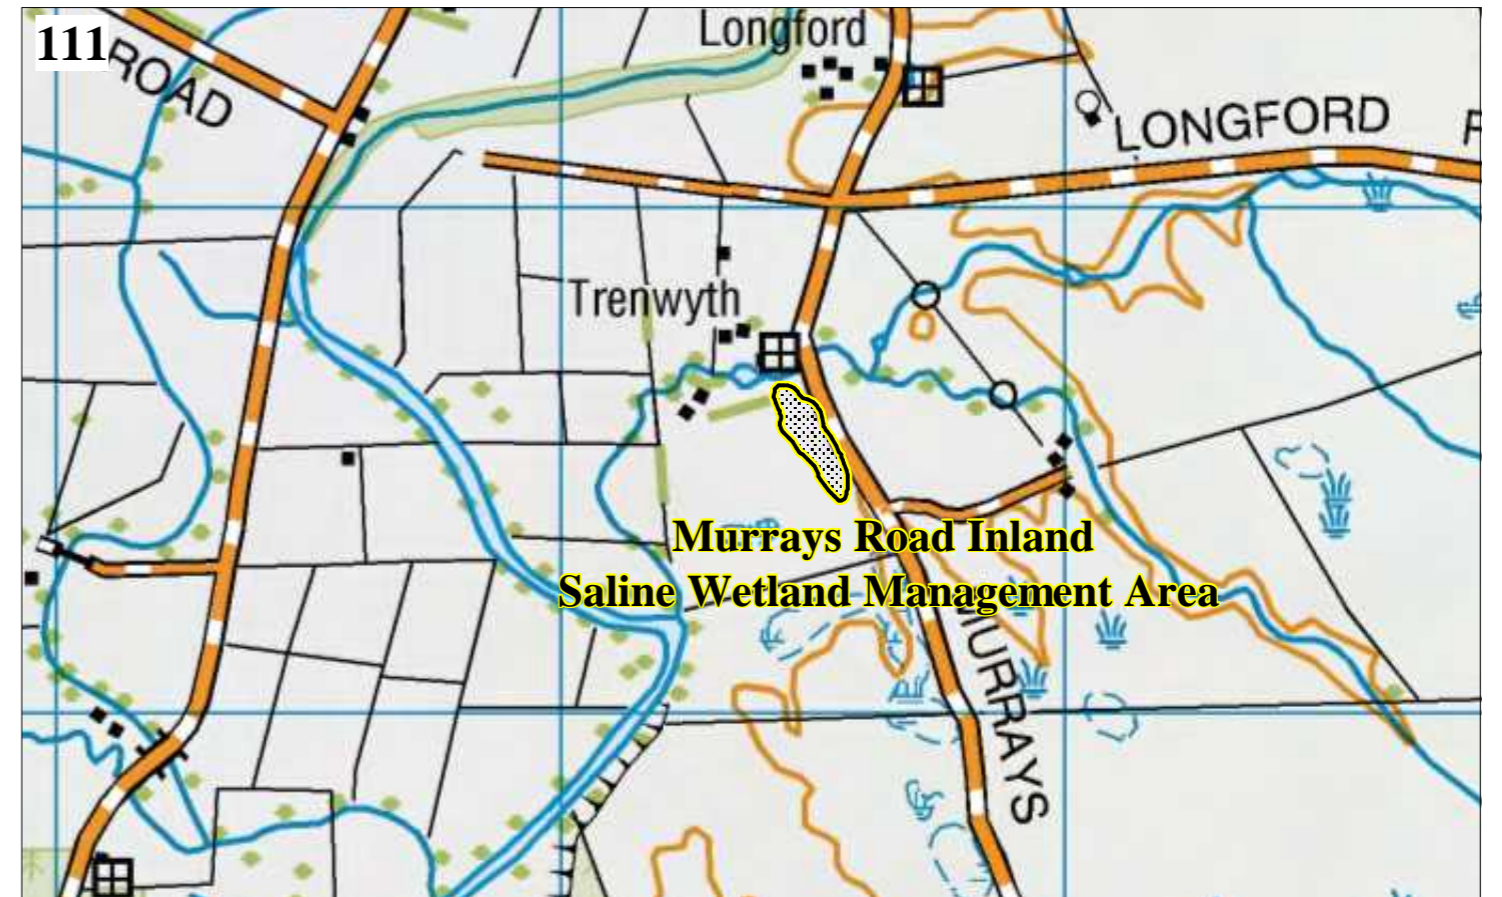 111
ROAD
Longford
LONGFORD
Trenwyth
Murrays Road Inland
Saline Wetland Management Area
MURRAYS